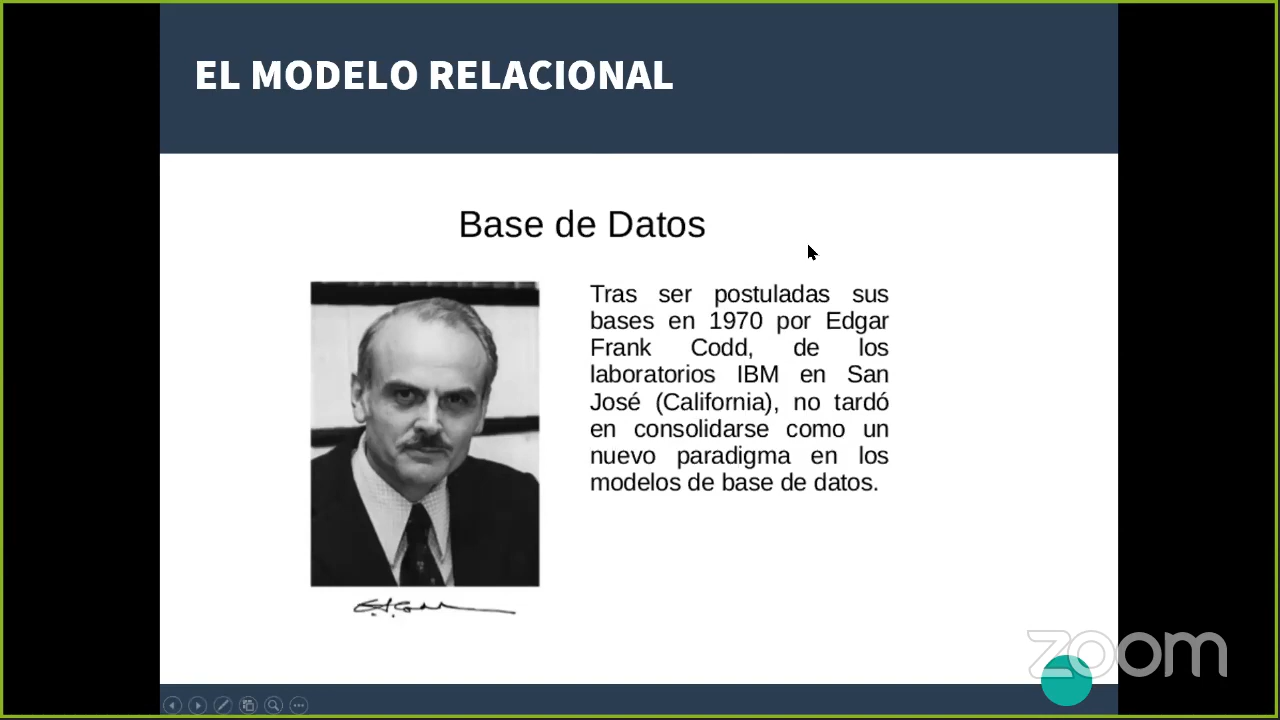 EL MODELO RELACIONAL
Base de Datos
Tras ser postuladas sus
bases en 1970 por Edgar
Frank Codd, de los
laboratorios IBM en San
José (California), no tardó
en consolidarse como un
nuevo paradigma en los
modelos de base de datos.
zoom